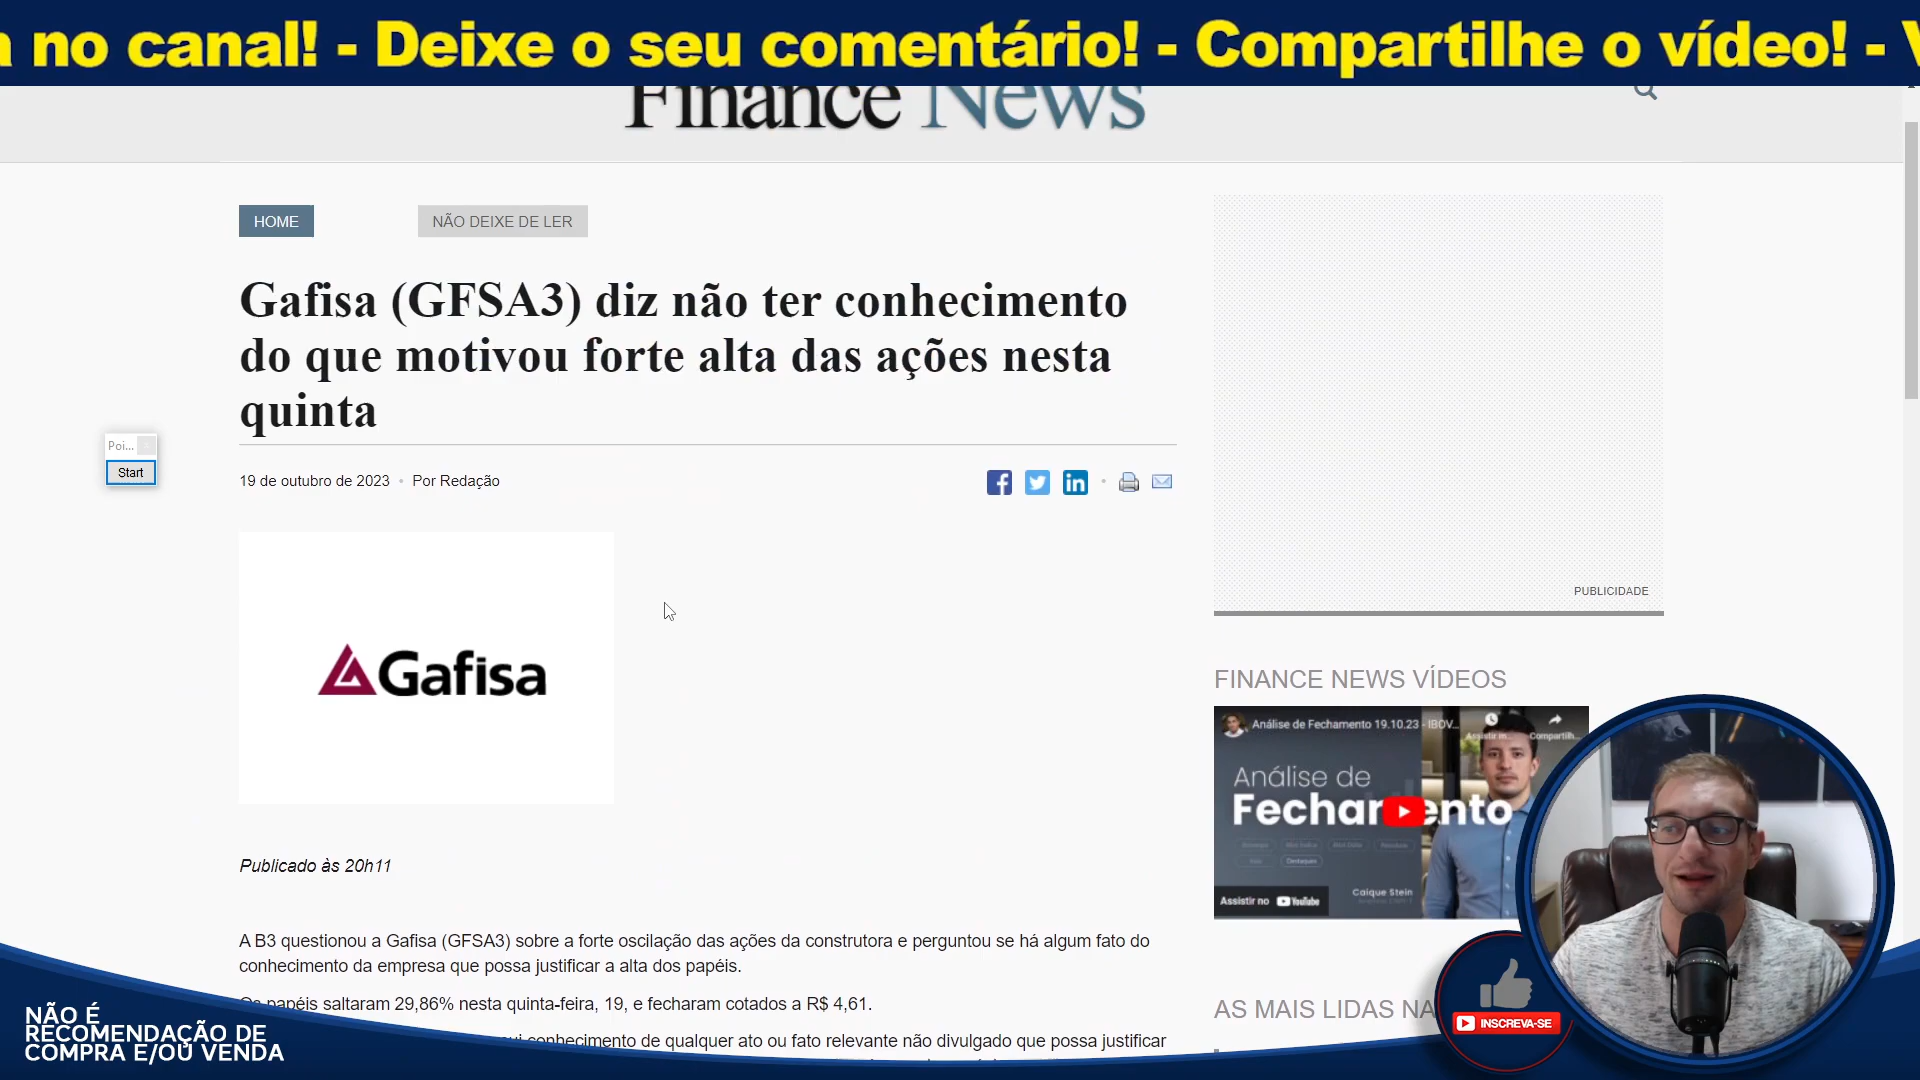 no canal! - Deixe o seu comentário! - Compartilhe o vídeo! -
Finance News
HOME
NÃO DEIXE DE LER
Gafisa (GFSA3) diz não ter conhecimento
do que motivou forte alta das ações nesta
quinta
Poi...
Start
19 de outubro de 2023 • Por Redação
Gafisa
PUBLICIDADE
FINANCE NEWS VÍDEOS
Análise de Fechamento 19.10.23 - IBOV...
Assistir m...
Compartilh...
Análise de
Fechamento
Caique Stein
Assistir no YouTube
Publicado às 20h11
A B3 questionou a Gafisa (GFSA3) sobre a forte oscilação das ações da construtora e perguntou se há algum fato do
conhecimento da empresa que possa justificar a alta dos papéis.
Os papéis saltaram 29,86% nesta quinta-feira, 19, e fecharam cotados a R$ 4,61.
conhecimento de qualquer ato ou fato relevante não divulgado que possa justificar
AS MAIS LIDAS NA
INSCREVA-SE
NÃO É
RECOMENDAÇÃO DE
COMPRA E/OU VENDA